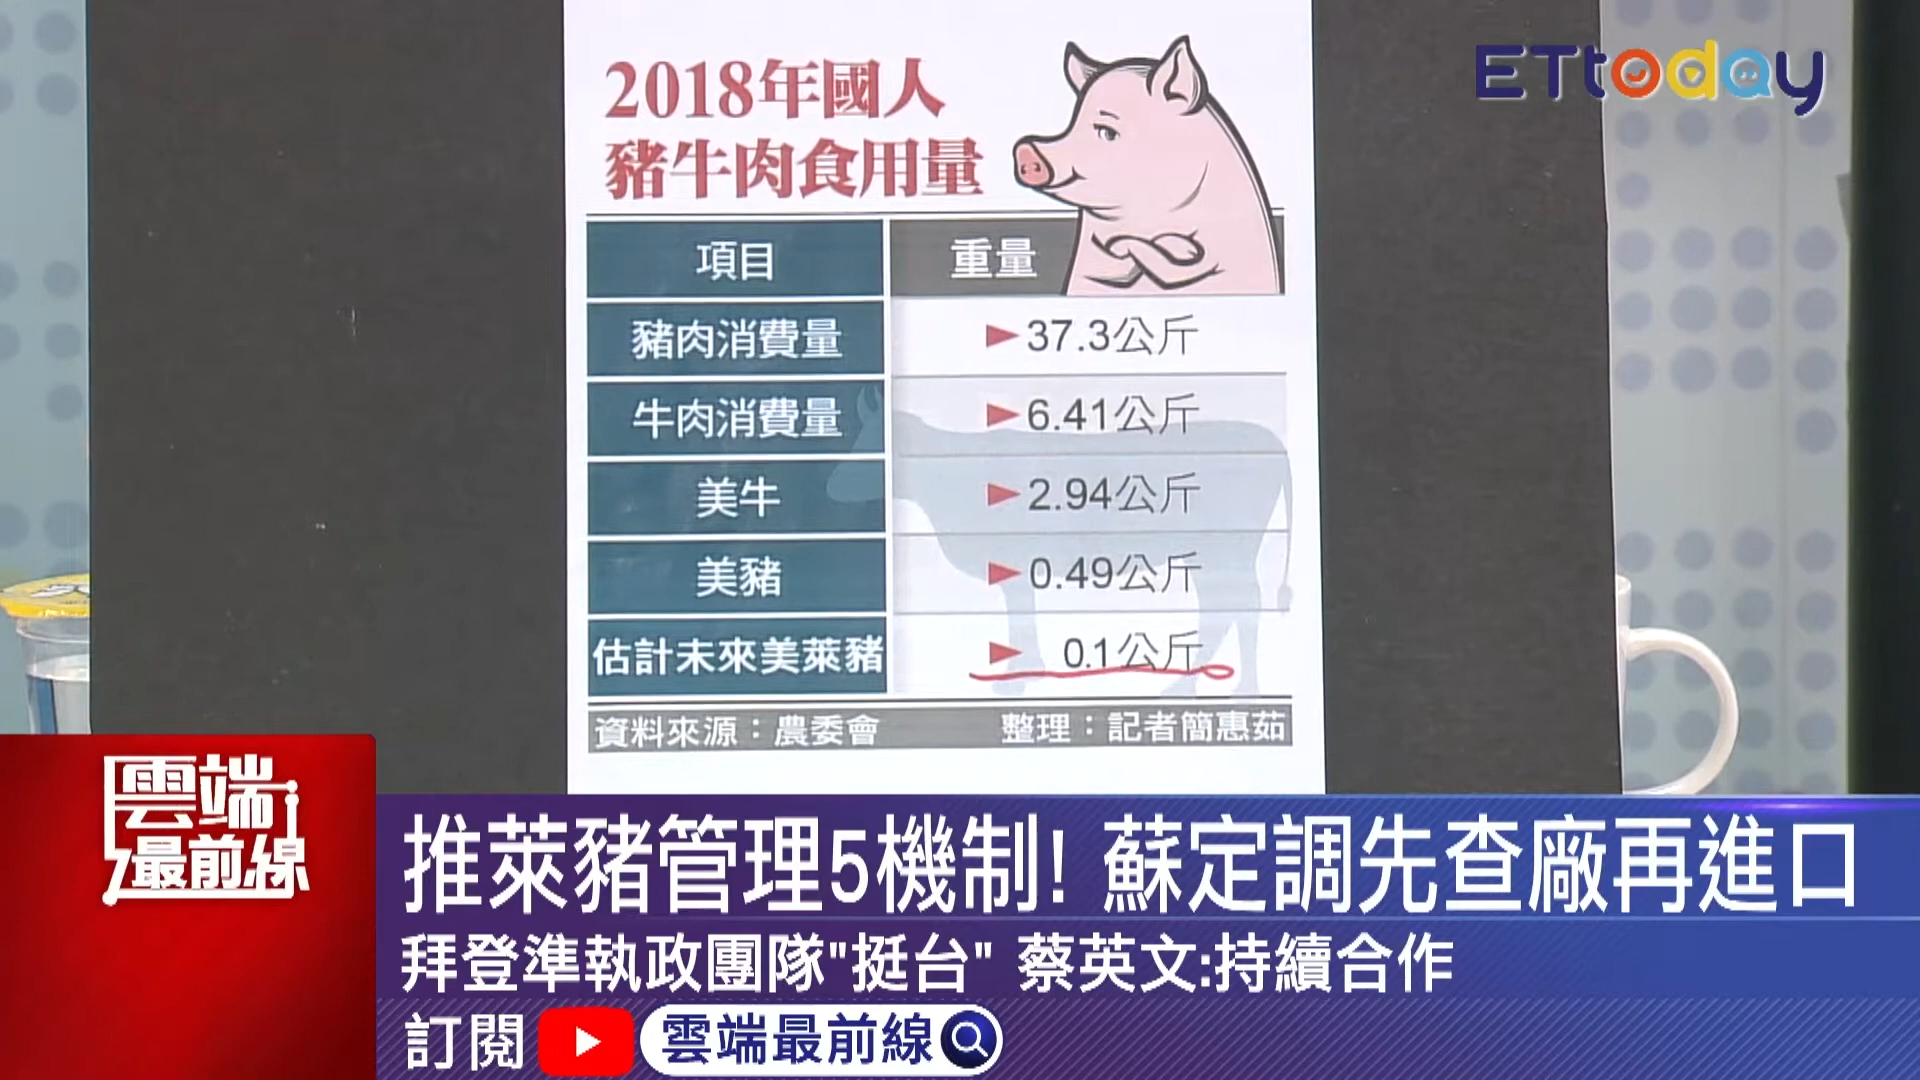 ETtoday
2018年國人
豬牛肉食用量
項目 重量
豬肉消費量 37.3公斤
牛肉消費量 6.41公斤
美牛 2.94公斤
美豬 0.49公斤
估計未來美萊豬 0.1公斤
資料來源：農委會 整理：記者簡惠茹
雲端最前線
推萊豬管理5機制! 蘇定調先查廠再進口
拜登準執政團隊"挺台" 蔡英文:持續合作
訂閱 雲端最前線